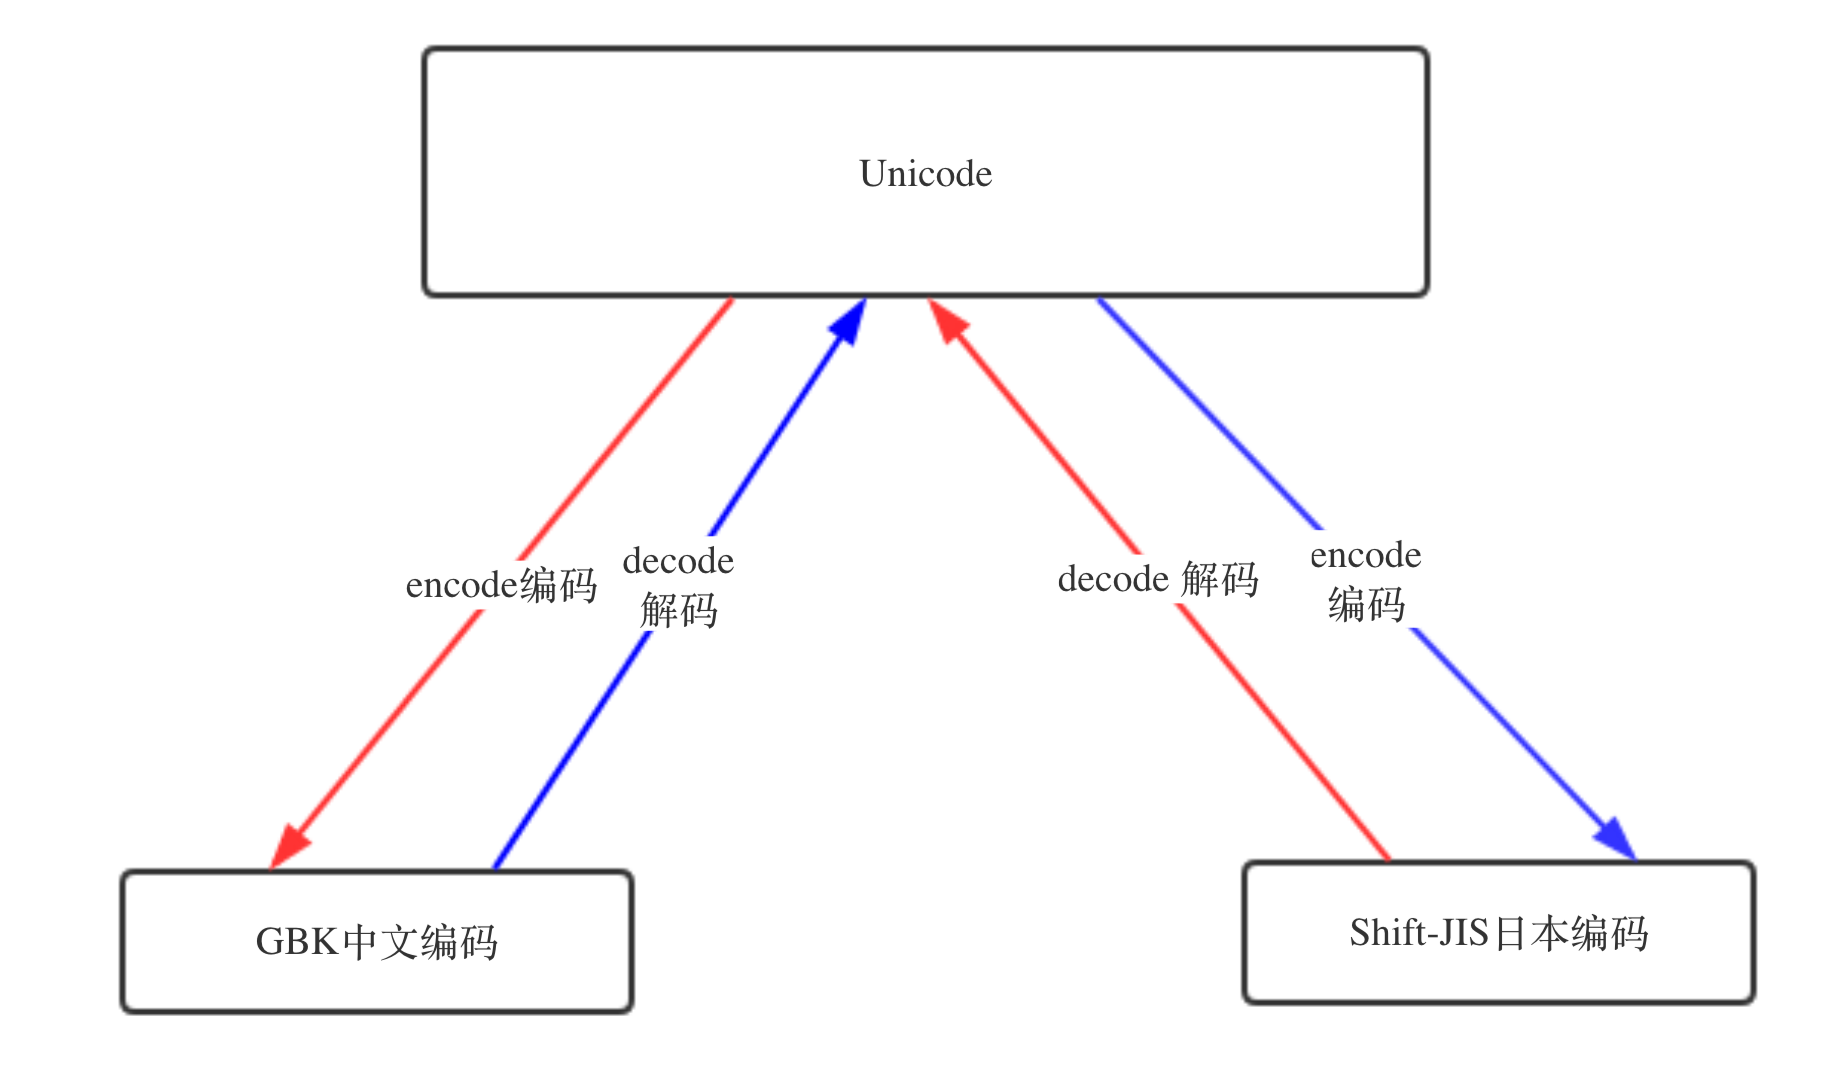 Unicode
encode编码
decode
解码
decode 解码
encode
编码
GBK中文编码
Shift-JIS日本编码